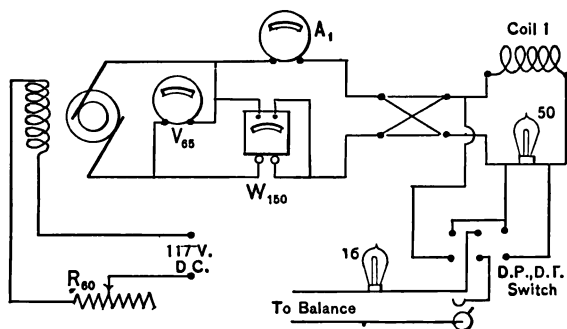 A1
Coil 1
V65
50
W150
117 V.
D.C.
R60
16
D.P., D.T.
Switch
To Balance